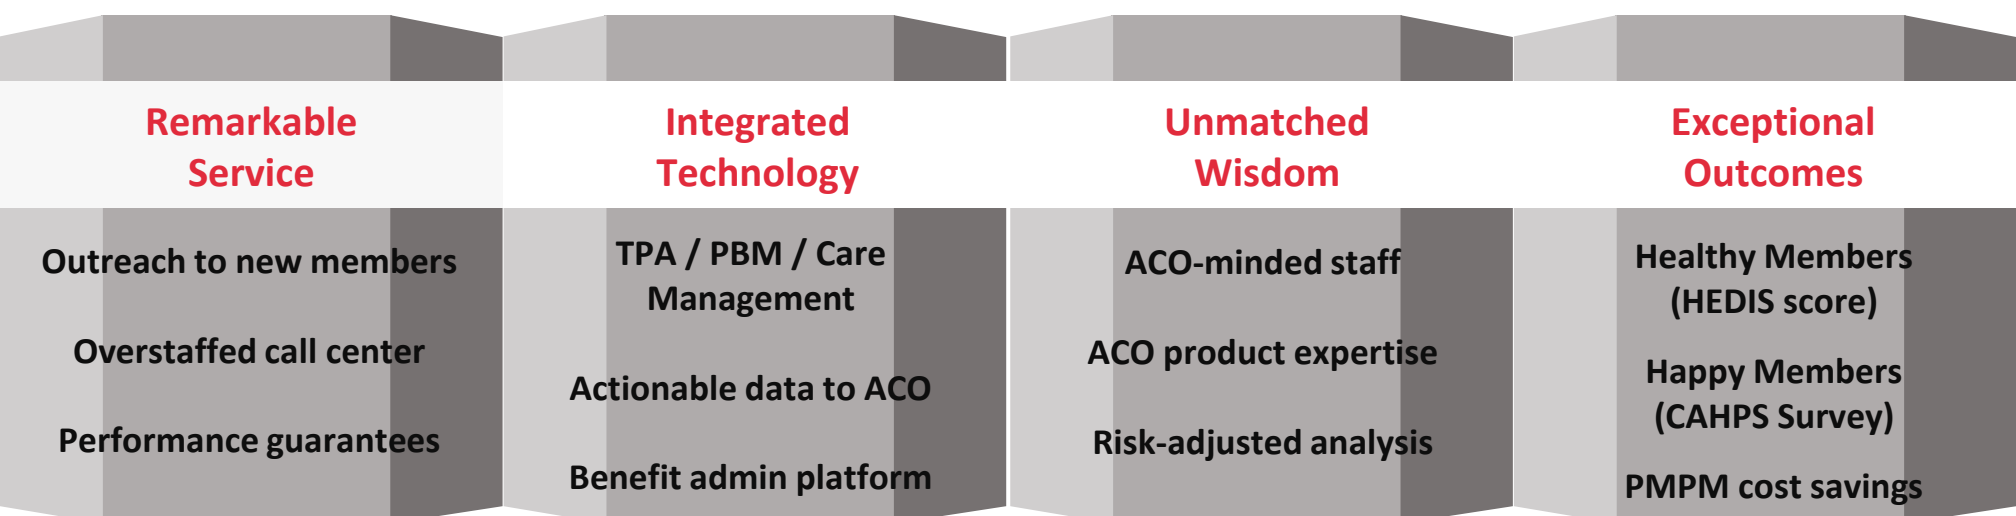 Remarkable
Service
Outreach to new members
Overstaffed call center
Performance guarantees
Integrated
Technology
TPA / PBM / Care
Management
Actionable data to ACO
Benefit admin platform
Unmatched
Wisdom
ACO-minded staff
ACO product expertise
Risk-adjusted analysis
Exceptional
Outcomes
Healthy Members
(HEDIS score)
Happy Members
(CAHPS Survey)
PMPM cost savings